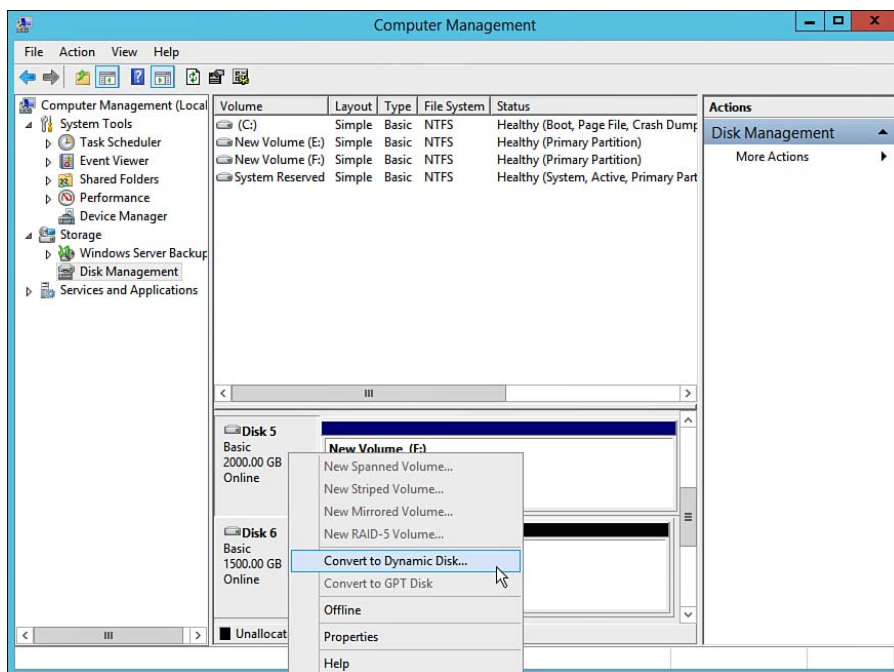 Computer Management
File Action View Help
Computer Management (Local
System Tools
Task Scheduler
Event Viewer
Shared Folders
Performance
Device Manager
Storage
Windows Server Backup
Disk Management
Services and Applications
Volume Layout Type File System Status
(C:) Simple Basic NTFS Healthy (Boot, Page File, Crash Dump
New Volume (E:) Simple Basic NTFS Healthy (Primary Partition)
New Volume (F:) Simple Basic NTFS Healthy (Primary Partition)
System Reserved Simple Basic NTFS Healthy (System, Active, Primary Part
Disk 5
Basic
2000.00 GB
Online
New Volume (F:)
Disk 6
Basic
1500.00 GB
Online
Unallocat
New Spanned Volume...
New Striped Volume...
New Mirrored Volume...
New RAID-5 Volume...
Convert to Dynamic Disk...
Convert to GPT Disk
Offline
Properties
Help
Actions
Disk Management
More Actions